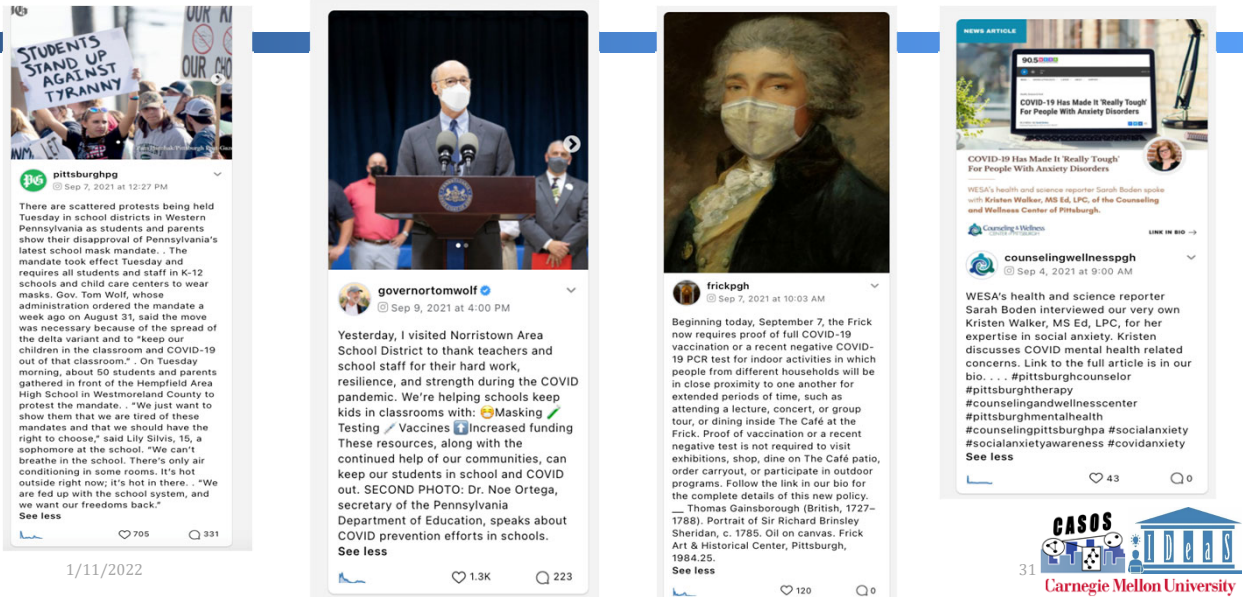 STUDENTS
STAND UP
AGAINST
TYRANNY
OUR
OUR CHO
PG
pittsburghpg
Sep 7, 2021 at 12:27 PM
There are scattered protests being held
Tuesday in school districts in Western
Pennsylvania as students and parents
show their disapproval of Pennsylvania's
latest school mask mandate. . The
mandate took effect Tuesday and
requires all students and staff in K-12
schools and child care centers to wear
masks. Gov. Tom Wolf, whose
administration ordered the mandate a
week ago on August 31, said the move
was necessary because of the spread of
the delta variant and to "keep our
children in the classroom and COVID-19
out of that classroom." . On Tuesday
morning, about 50 students and parents
gathered in front of the Hempfield Area
High School in Westmoreland County to
protest the mandate. . "We just want to
show them that we are tired of these
mandates and that we should have the
right to choose," said Lily Silvis, 15, a
sophomore at the school. "We can't
breathe in the school. There's only air
conditioning in some rooms. It's hot
outside right now; it's hot in there. . "We
are fed up with the school system, and
we want our freedoms back."
See less
705 331
governortomwolf
Sep 9, 2021 at 4:00 PM
Yesterday, I visited Norristown Area
School District to thank teachers and
school staff for their hard work,
resilience, and strength during the COVID
pandemic. We're helping schools keep
kids in classrooms with: 😷Masking 🧪
Testing 💉Vaccines ⬆️Increased funding
These resources, along with the
continued help of our communities, can
keep our students in school and COVID
out. SECOND PHOTO: Dr. Noe Ortega,
secretary of the Pennsylvania
Department of Education, speaks about
COVID prevention efforts in schools.
See less
1.3K 223
frickpgh
Sep 7, 2021 at 10:03 AM
Beginning today, September 7, the Frick
now requires proof of full COVID-19
vaccination or a recent negative COVID-
19 PCR test for indoor activities in which
people from different households will be
in close proximity to one another for
extended periods of time, such as
attending a lecture, concert, or group
tour, or dining inside The Café at the
Frick. Proof of vaccination or a recent
negative test is not required to visit
exhibitions, shop, dine on The Café patio,
order carryout, or participate in outdoor
programs. Follow the link in our bio for
the complete details of this new policy.
__ Thomas Gainsborough (British, 1727–
1788). Portrait of Sir Richard Brinsley
Sheridan, c. 1785. Oil on canvas. Frick
Art & Historical Center, Pittsburgh,
1984.25.
See less
120 0
NEWS ARTICLE
90.5
COVID-19 Has Made It 'Really Tough'
For People With Anxiety Disorders
COVID-19 Has Made It 'Really Tough'
For People With Anxiety Disorders
WESA's health and science reporter Sarah Boden spoke
with Kristen Walker, MS Ed, LPC, of the Counseling
and Wellness Center of Pittsburgh.
Counseling & Wellness
CENTER OF PITTSBURGH
LINK IN BIO →
counselingwellnesspgh
Sep 4, 2021 at 9:00 AM
WESA's health and science reporter
Sarah Boden interviewed our very own
Kristen Walker, MS Ed, LPC, for her
expertise in social anxiety. Kristen
discusses COVID mental health related
concerns. Link to the full article is in our
bio. . . . #pittsburghcounselor
#pittsburghtherapy
#counselingandwellnesscenter
#pittsburghmentalhealth
#counselingpittsburghpa #socialanxiety
#socialanxietyawareness #covidanxiety
See less
43 0
1/11/2022
31
CASOS
IDeaS
Carnegie Mellon University